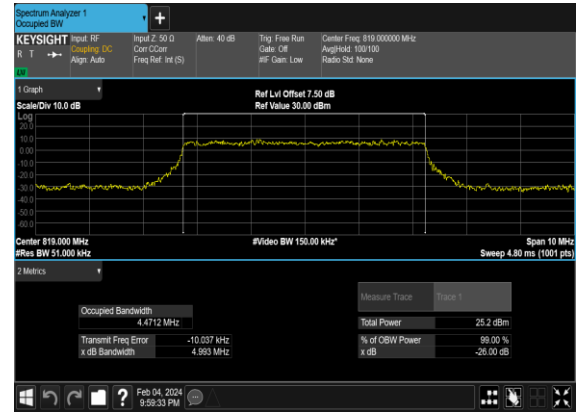 Spectrum Analyzer 1
Occupied BW
KEYSIGHT Input: RF Input Z: 50 Ω Atten: 40 dB Trig: Free Run Center Freq: 819.000000 MHz
R T Coupling: DC Corr CCorr Gate: Off Avg|Hold: 100/100
Align: Auto Freq Ref: Int (S) #IF Gain: Low Radio Std: None
LXI
1 Graph
Ref Lvl Offset 7.50 dB
Scale/Div 10.0 dB Ref Value 30.00 dBm
Log
20.0
10.0
0.00
-10.0
-20.0
-30.0
-40.0
-50.0
-60.0
Center 819.000 MHz #Video BW 150.00 kHz* Span 10 MHz
#Res BW 51.000 kHz Sweep 4.80 ms (1001 pts)
2 Metrics
Measure Trace Trace 1
Occupied Bandwidth
4.4712 MHz Total Power 25.2 dBm
Transmit Freq Error -10.037 kHz % of OBW Power 99.00 %
x dB Bandwidth 4.993 MHz x dB -26.00 dB
? Feb 04, 2024
9:59:33 PM